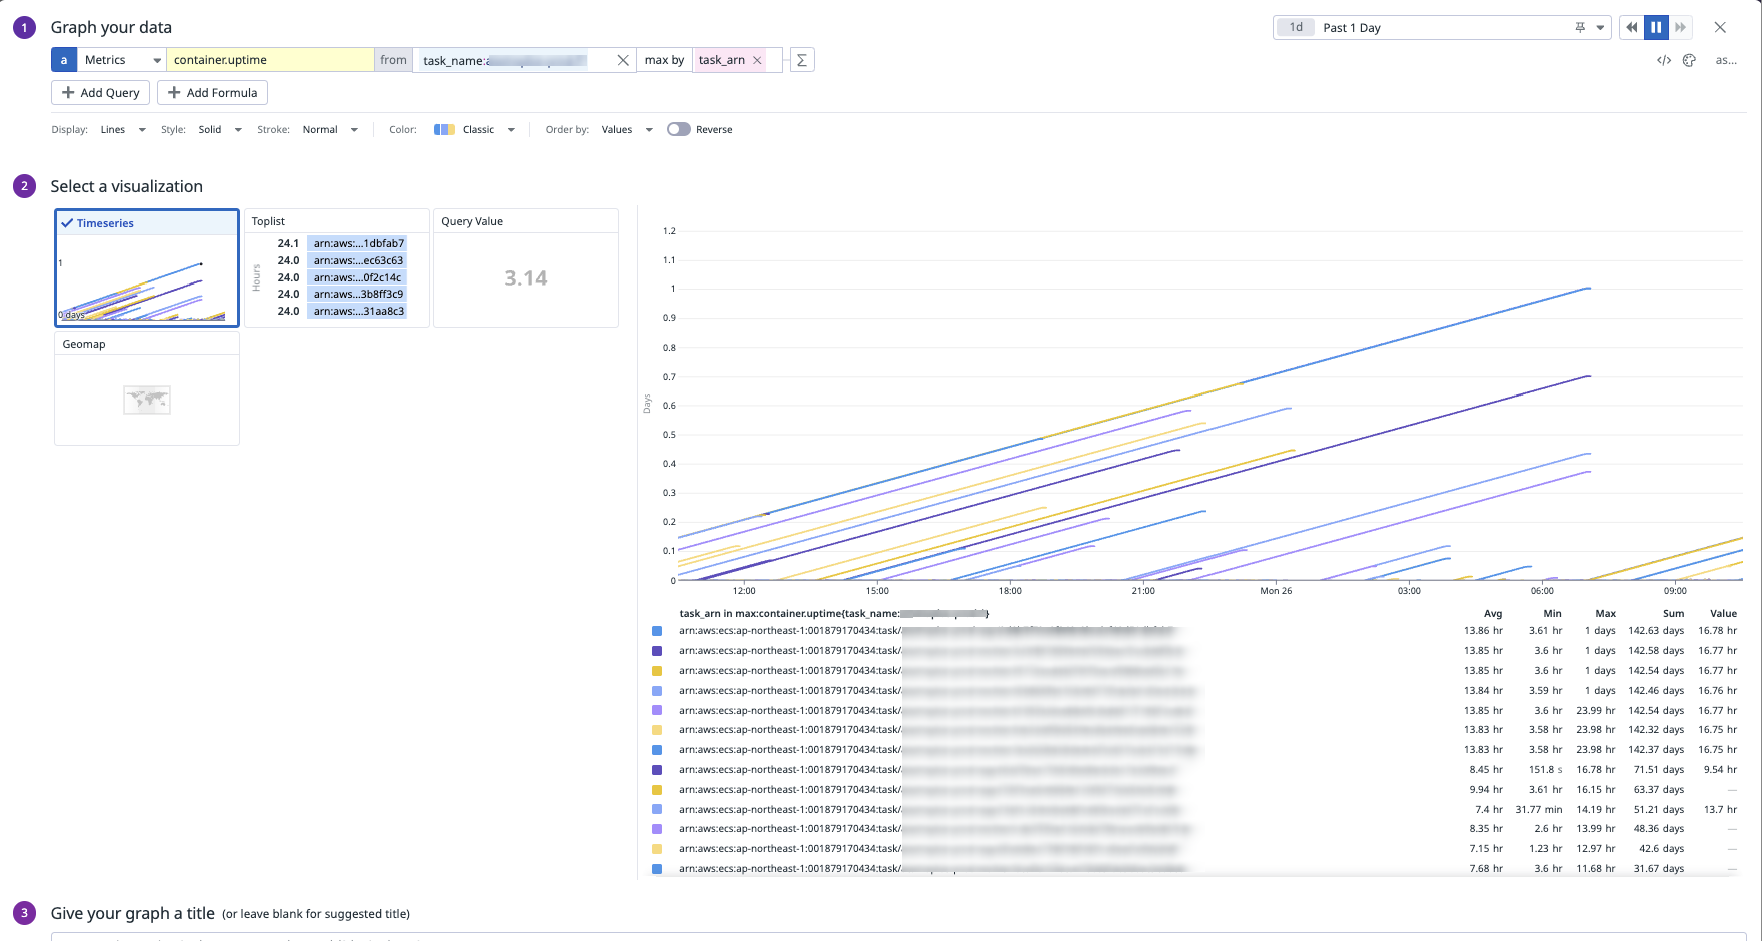 1 Graph your data 1d Past 1 Day
a Metrics container.uptime from task_name: max by task_arn Σ as...
Add Query Add Formula
Display: Lines Style: Solid Stroke: Normal Color: Classic Order by: Values Reverse
2 Select a visualization
Timeseries
1
0 days
Toplist
Hours
24.1 arn:aws:...1dbfab7
24.0 arn:aws:...ec63c63
24.0 arn:aws:...0f2c14c
24.0 arn:aws...3b8ff3c9
24.0 arn:aws:...31aa8c3
Query Value
3.14
Geomap
Days
1.2
1.1
1
0.9
0.8
0.7
0.6
0.5
0.4
0.3
0.2
0.1
0
12:00 15:00 18:00 21:00 Mon 26 03:00 06:00 09:00
task_arn in max:container.uptime{task_name: } Avg Min Max Sum Value
arn:aws:ecs:ap-northeast-1:001879170434:task/ 13.86 hr 3.61 hr 1 days 142.63 days 16.78 hr
arn:aws:ecs:ap-northeast-1:001879170434:task/ 13.85 hr 3.6 hr 1 days 142.58 days 16.77 hr
arn:aws:ecs:ap-northeast-1:001879170434:task/ 13.85 hr 3.6 hr 1 days 142.54 days 16.77 hr
arn:aws:ecs:ap-northeast-1:001879170434:task/ 13.84 hr 3.59 hr 1 days 142.46 days 16.76 hr
arn:aws:ecs:ap-northeast-1:001879170434:task/ 13.85 hr 3.6 hr 23.99 hr 142.54 days 16.77 hr
arn:aws:ecs:ap-northeast-1:001879170434:task/ 13.83 hr 3.58 hr 23.98 hr 142.32 days 16.75 hr
arn:aws:ecs:ap-northeast-1:001879170434:task/ 13.83 hr 3.58 hr 23.98 hr 142.37 days 16.75 hr
arn:aws:ecs:ap-northeast-1:001879170434:task/ 8.45 hr 151.8 s 16.78 hr 71.51 days 9.54 hr
arn:aws:ecs:ap-northeast-1:001879170434:task/ 9.94 hr 3.61 hr 16.15 hr 63.37 days —
arn:aws:ecs:ap-northeast-1:001879170434:task/ 7.4 hr 31.77 min 14.19 hr 51.21 days 13.7 hr
arn:aws:ecs:ap-northeast-1:001879170434:task/ 8.35 hr 2.6 hr 13.99 hr 48.36 days —
arn:aws:ecs:ap-northeast-1:001879170434:task/ 7.15 hr 1.23 hr 12.97 hr 42.6 days —
arn:aws:ecs:ap-northeast-1:001879170434:task/ 7.68 hr 3.6 hr 11.68 hr 31.67 days —
3 Give your graph a title (or leave blank for suggested title)